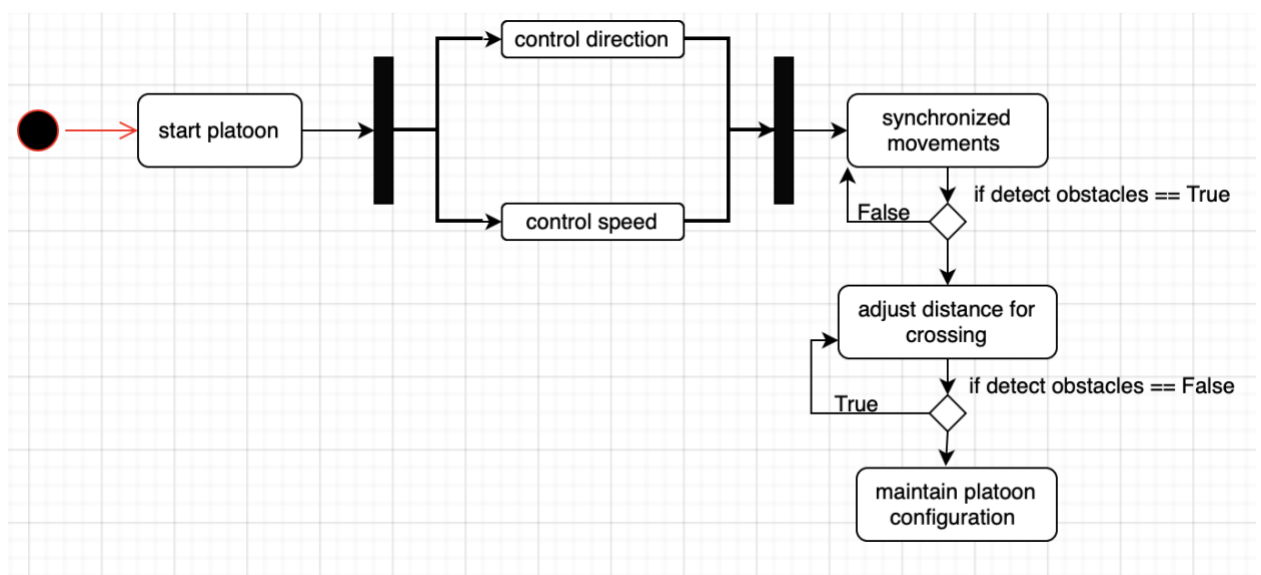 control direction
start platoon
control speed
synchronized
movements
if detect obstacles == True
False
adjust distance for
crossing
if detect obstacles == False
True
maintain platoon
configuration